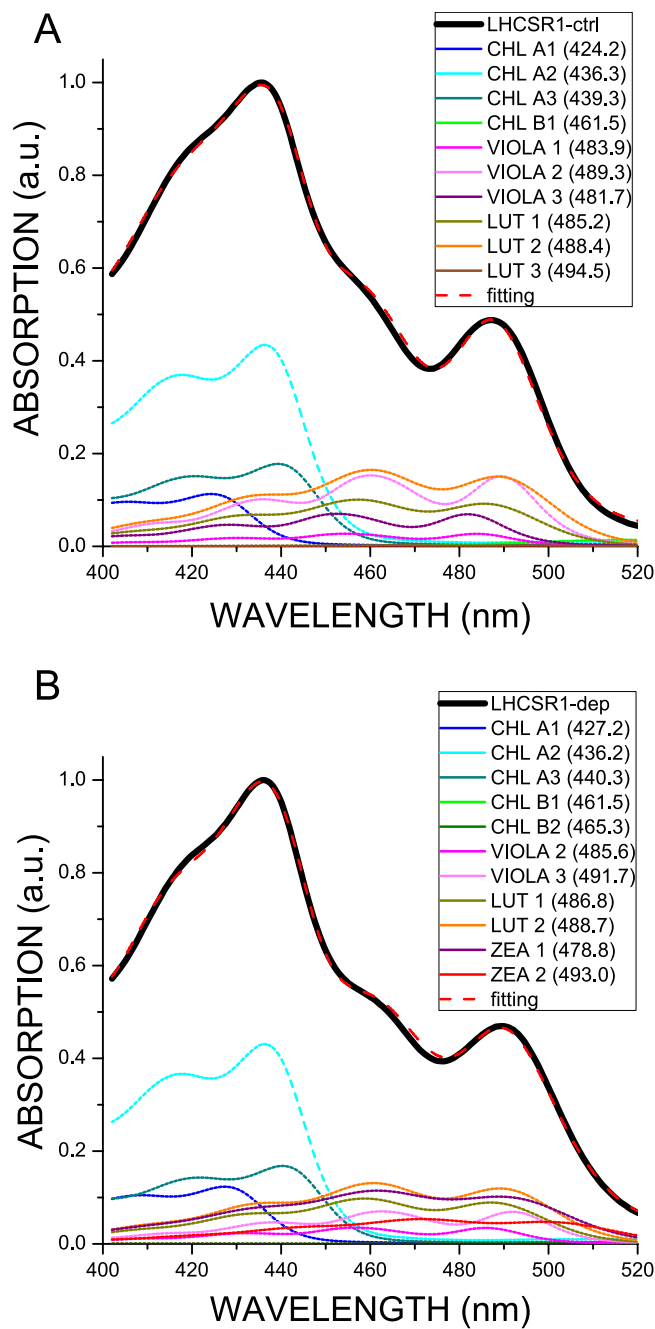 A
LHCSR1-ctrl
CHL A1 (424.2)
CHL A2 (436.3)
CHL A3 (439.3)
CHL B1 (461.5)
VIOLA 1 (483.9)
VIOLA 2 (489.3)
VIOLA 3 (481.7)
LUT 1 (485.2)
LUT 2 (488.4)
LUT 3 (494.5)
fitting
ABSORPTION (a.u.)
1.0
0.8
0.6
0.4
0.2
0.0
400 420 440 460 480 500 520
WAVELENGTH (nm)
B
LHCSR1-dep
CHL A1 (427.2)
CHL A2 (436.2)
CHL A3 (440.3)
CHL B1 (461.5)
CHL B2 (465.3)
VIOLA 2 (485.6)
VIOLA 3 (491.7)
LUT 1 (486.8)
LUT 2 (488.7)
ZEA 1 (478.8)
ZEA 2 (493.0)
fitting
ABSORPTION (a.u.)
1.0
0.8
0.6
0.4
0.2
0.0
400 420 440 460 480 500 520
WAVELENGTH (nm)